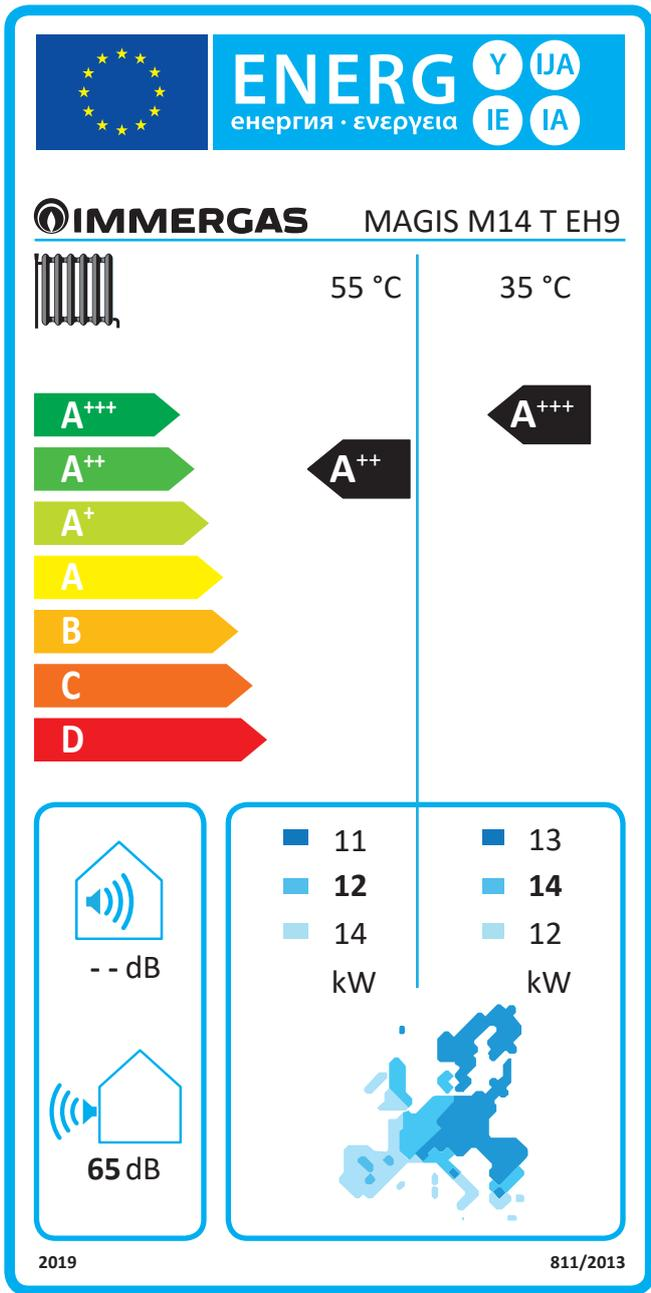 ENERG Y IJA
енергия · ενεργεια IE IA
IMMERGAS MAGIS M14 T EH9
55 °C 35 °C
A+++ A+++
A++ A++
A+
A
B
C
D
11 13
12 14
14 12
kW kW
-- dB
65 dB
2019 811/2013